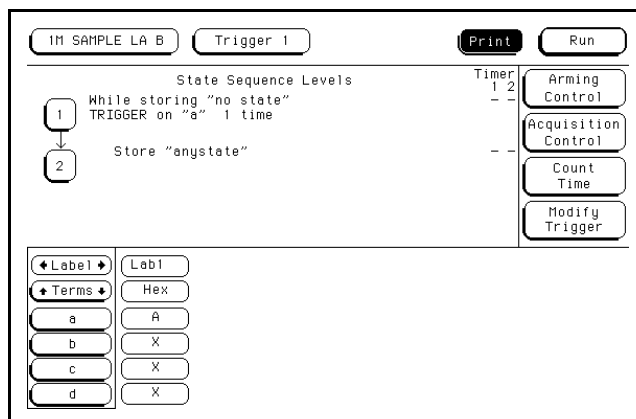 1M SAMPLE LA B Trigger 1 Print Run
State Sequence Levels Timer
1 2
1 While storing "no state" - -
TRIGGER on "a" 1 time
2 Store "anystate" - -
Arming
Control
Acquisition
Control
Count
Time
Modify
Trigger
Label Lab1
Terms Hex
a A
b X
c X
d X